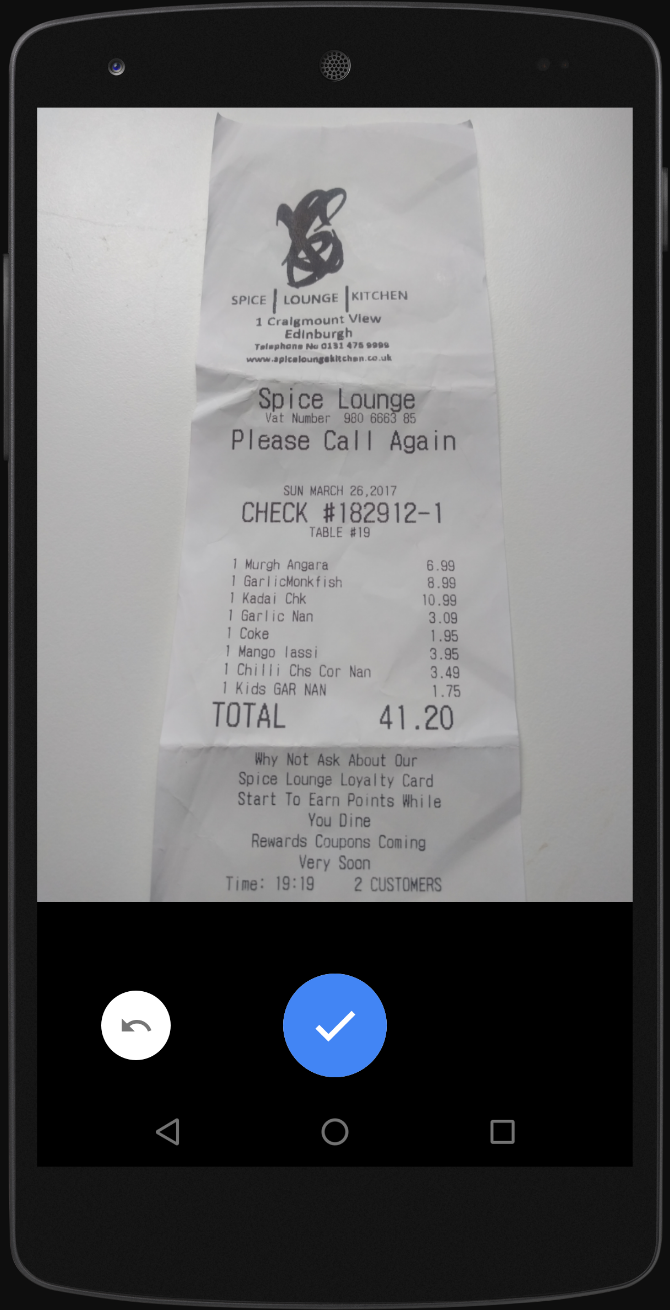 SPICE | LOUNGE | KITCHEN
1 Craigmount View
Edinburgh
Telephone No 0131 476 9999
www.spiceloungekitchen.co.uk
Spice Lounge
Vat Number 980 6663 85
Please Call Again
SUN MARCH 26,2017
CHECK #182912-1
TABLE #19
1 Murgh Angara 6.99
1 GarlicMonkfish 8.99
1 Kadai Chk 10.99
1 Garlic Nan 3.09
1 Coke 1.95
1 Mango lassi 3.95
1 Chilli Chs Cor Nan 3.49
1 Kids GAR NAN 1.75
TOTAL 41.20
Why Not Ask About Our
Spice Lounge Loyalty Card
Start To Earn Points While
You Dine
Rewards Coupons Coming
Very Soon
Time: 19:19 2 CUSTOMERS